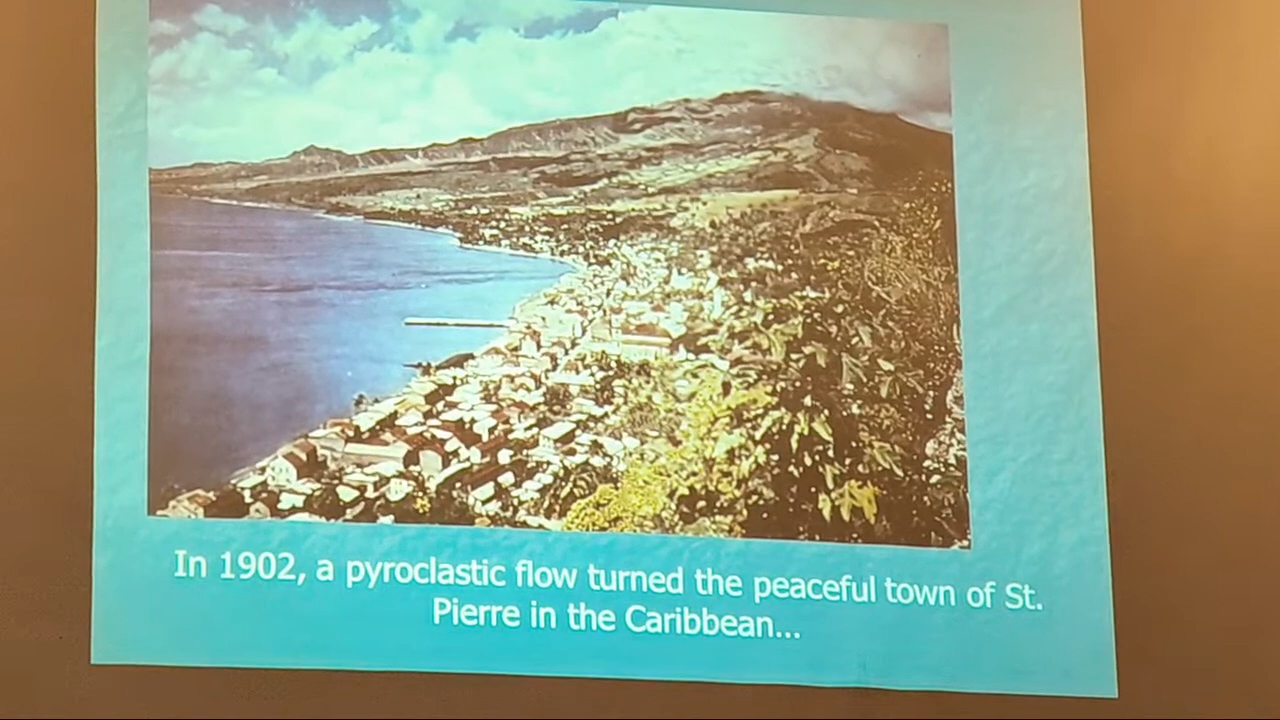 In 1902, a pyroclastic flow turned the peaceful town of St.
Pierre in the Caribbean...